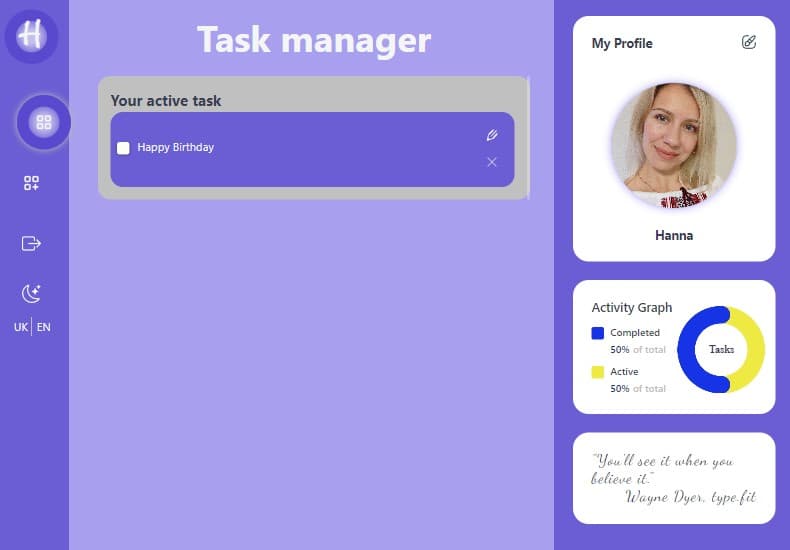 H
Task manager
Your active task
Happy Birthday
UK EN
My Profile
Hanna
Activity Graph
Completed
50% of total
Active
50% of total
Tasks
"You'll see it when you
believe it."
Wayne Dyer, type.fit